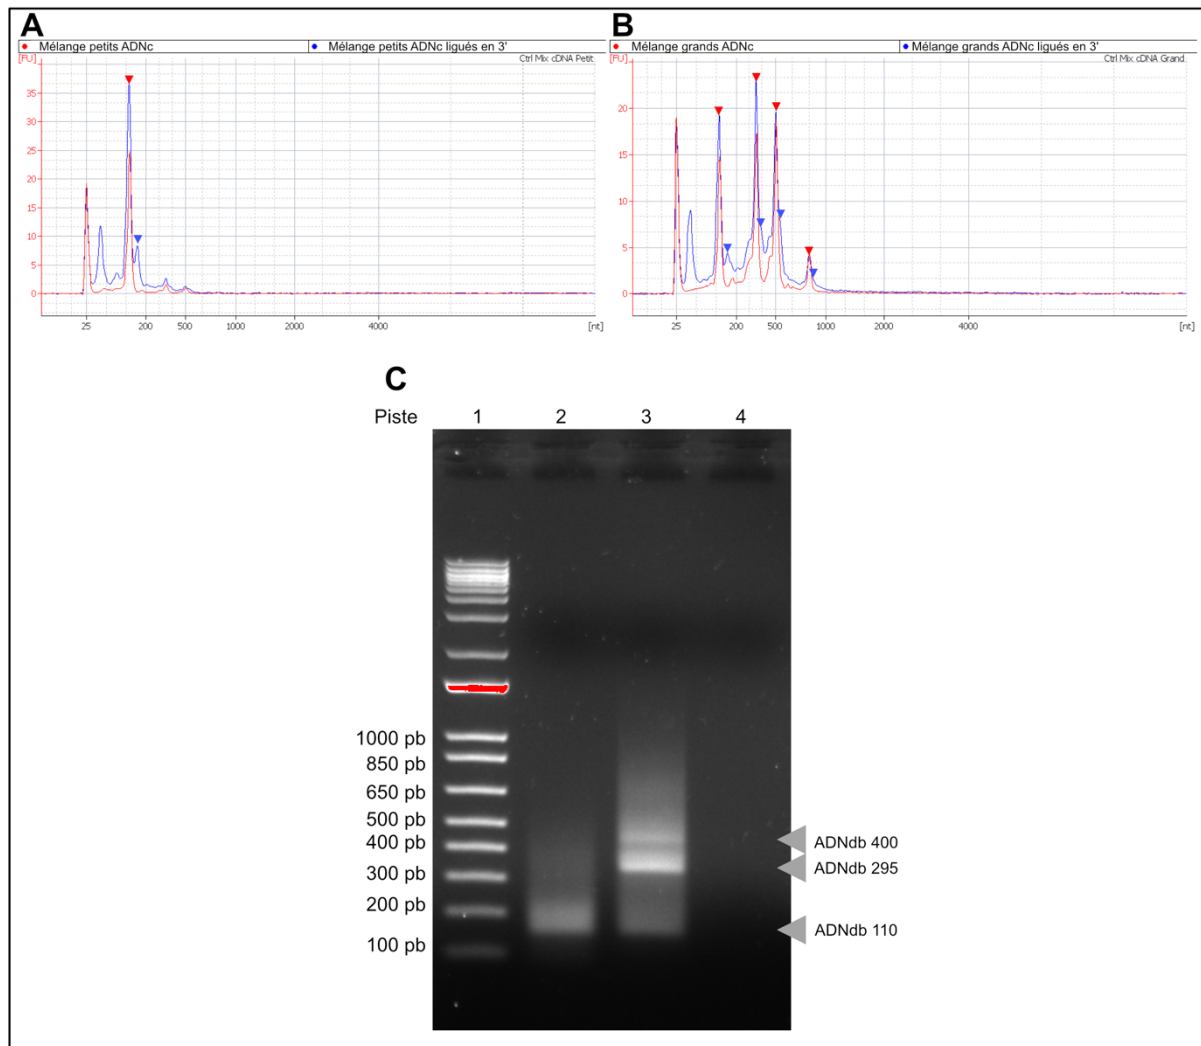 A
Mélange petits ADNc
Mélange petits ADNc ligués en 3'
[FU]
Ctrl Mix cDNA Petit
35
30
25
20
15
10
5
0
25 200 500 1000 2000 4000 [nt]
B
Mélange grands ADNc
Mélange grands ADNc ligués en 3'
[FU]
Ctrl Mix cDNA Grand
20
15
10
5
0
25 200 500 1000 2000 4000 [nt]
C
Piste 1 2 3 4
1000 pb
850 pb
650 pb
500 pb
400 pb
300 pb
200 pb
100 pb
ADNdb 400
ADNdb 295
ADNdb 110